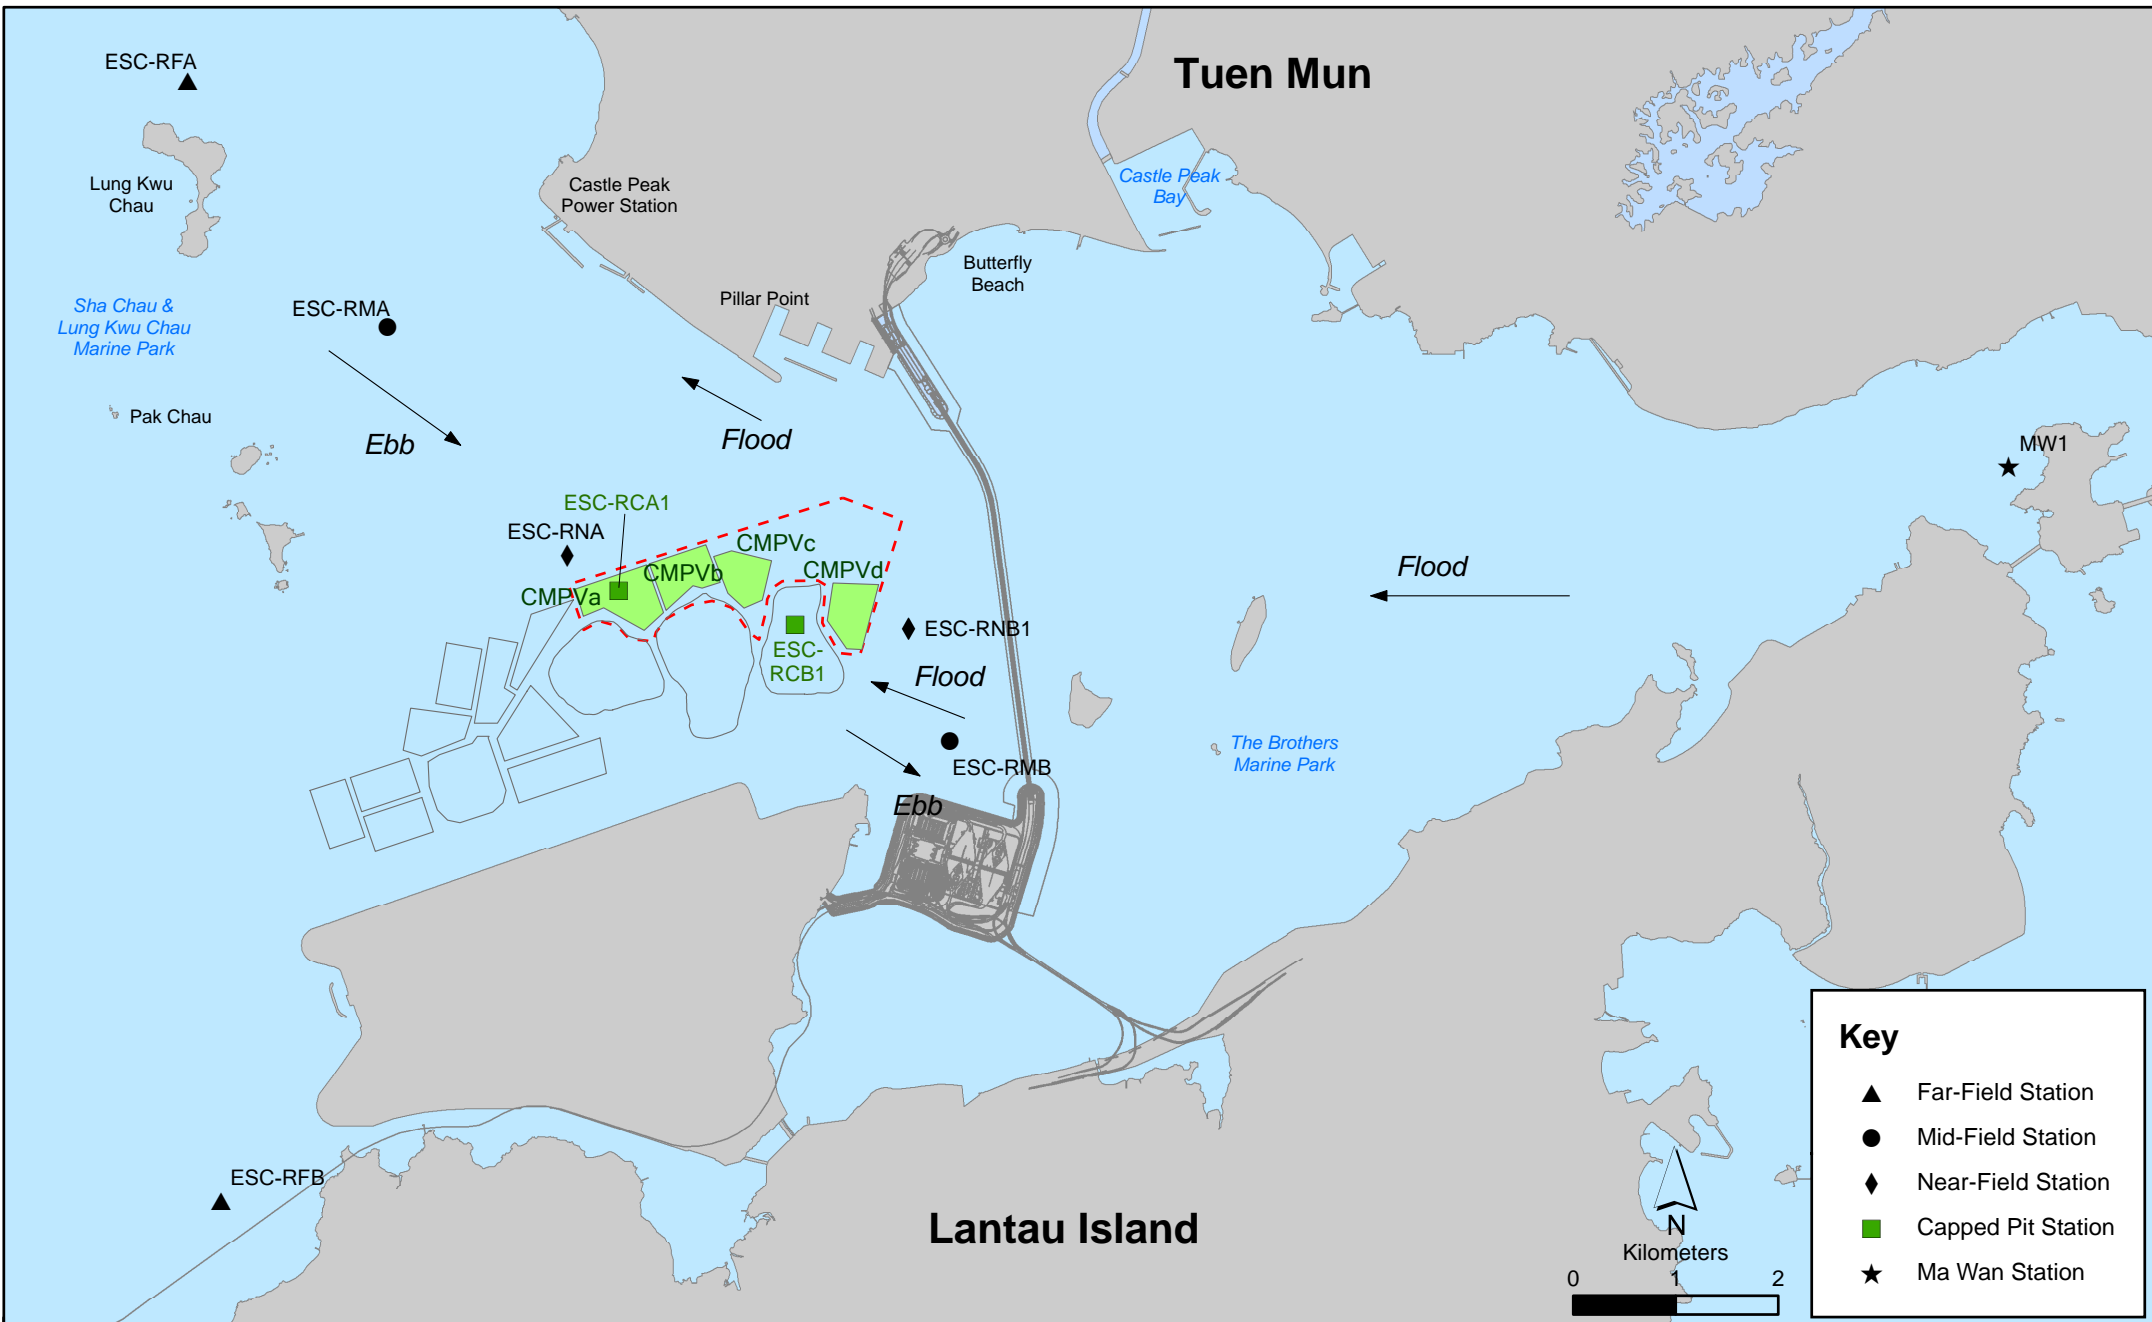 Tuen Mun
ESC-RFA
Lung Kwu
Chau
Castle Peak
Power Station
Castle Peak
Bay
Butterfly
Beach
Pillar Point
Sha Chau &
Lung Kwu Chau
Marine Park
ESC-RMA
Pak Chau
Ebb
Flood
MW1
ESC-RCA1
ESC-RNA
CMPVa
CMPVb
CMPVc
CMPVd
Flood
ESC-RNB1
ESC-
RCB1
Flood
ESC-RMB
Ebb
The Brothers
Marine Park
ESC-RFB
Lantau Island
N
Kilometers
0
1
2
Key
Far-Field Station
Mid-Field Station
Near-Field Station
Capped Pit Station
Ma Wan Station